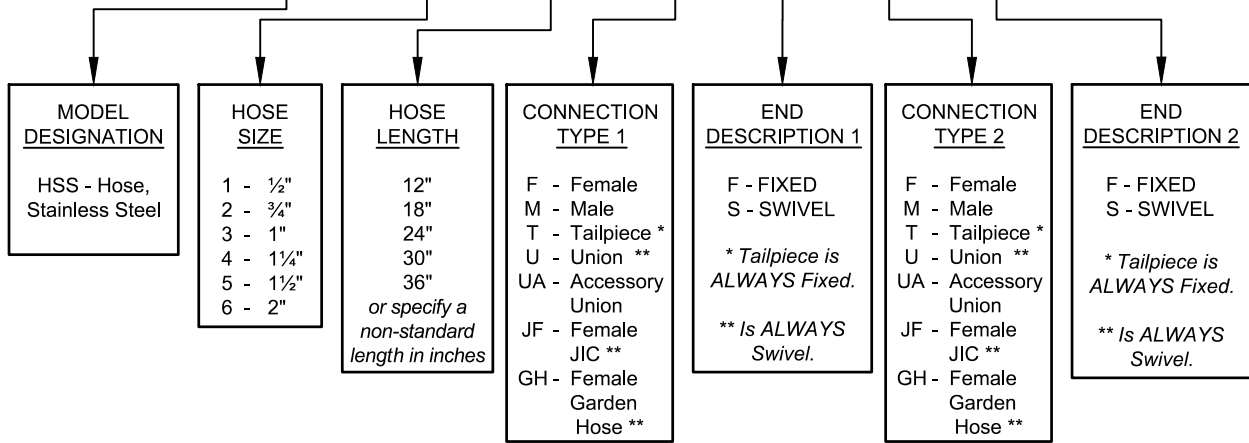 MODEL
DESIGNATION
HSS - Hose,
Stainless Steel
HOSE
SIZE
1 - ½"
2 - ¾"
3 - 1"
4 - 1¼"
5 - 1½"
6 - 2"
HOSE
LENGTH
12"
18"
24"
30"
36"
or specify a
non-standard
length in inches
CONNECTION
TYPE 1
F - Female
M - Male
T - Tailpiece *
U - Union **
UA - Accessory
Union
JF - Female
JIC **
GH - Female
Garden
Hose **
END
DESCRIPTION 1
F - FIXED
S - SWIVEL
* Tailpiece is
ALWAYS Fixed.
** Is ALWAYS
Swivel.
CONNECTION
TYPE 2
F - Female
M - Male
T - Tailpiece *
U - Union **
UA - Accessory
Union
JF - Female
JIC **
GH - Female
Garden
Hose **
END
DESCRIPTION 2
F - FIXED
S - SWIVEL
* Tailpiece is
ALWAYS Fixed.
** Is ALWAYS
Swivel.